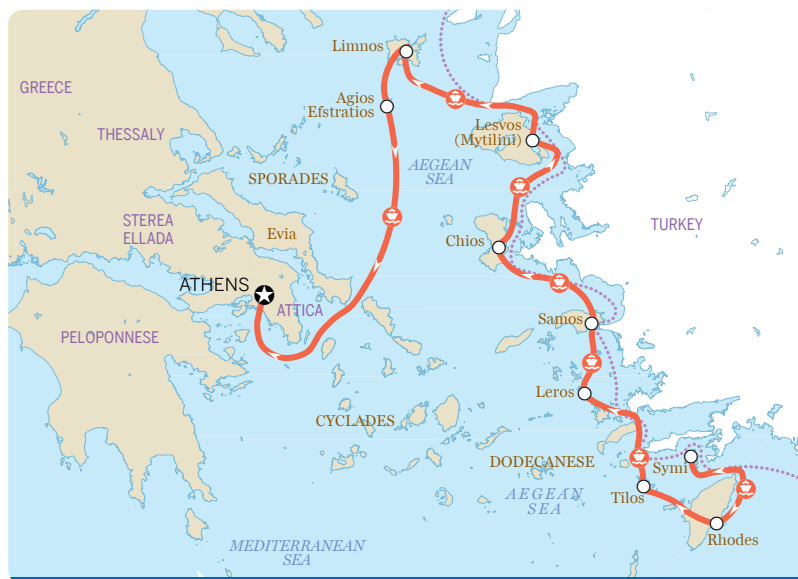 Limnos
GREECE
Agios
Efstratios
THESSALY
Lesvos
(Mytilini)
AEGEAN
SEA
SPORADES
STEREA
ELLADA
TURKEY
Evia
Chios
ATHENS
ATTICA
Samos
PELOPONNESE
Leros
CYCLADES
DODECANESE
Symi
AEGEAN
SEA
Tilos
Rhodes
MEDITERRANEAN
SEA